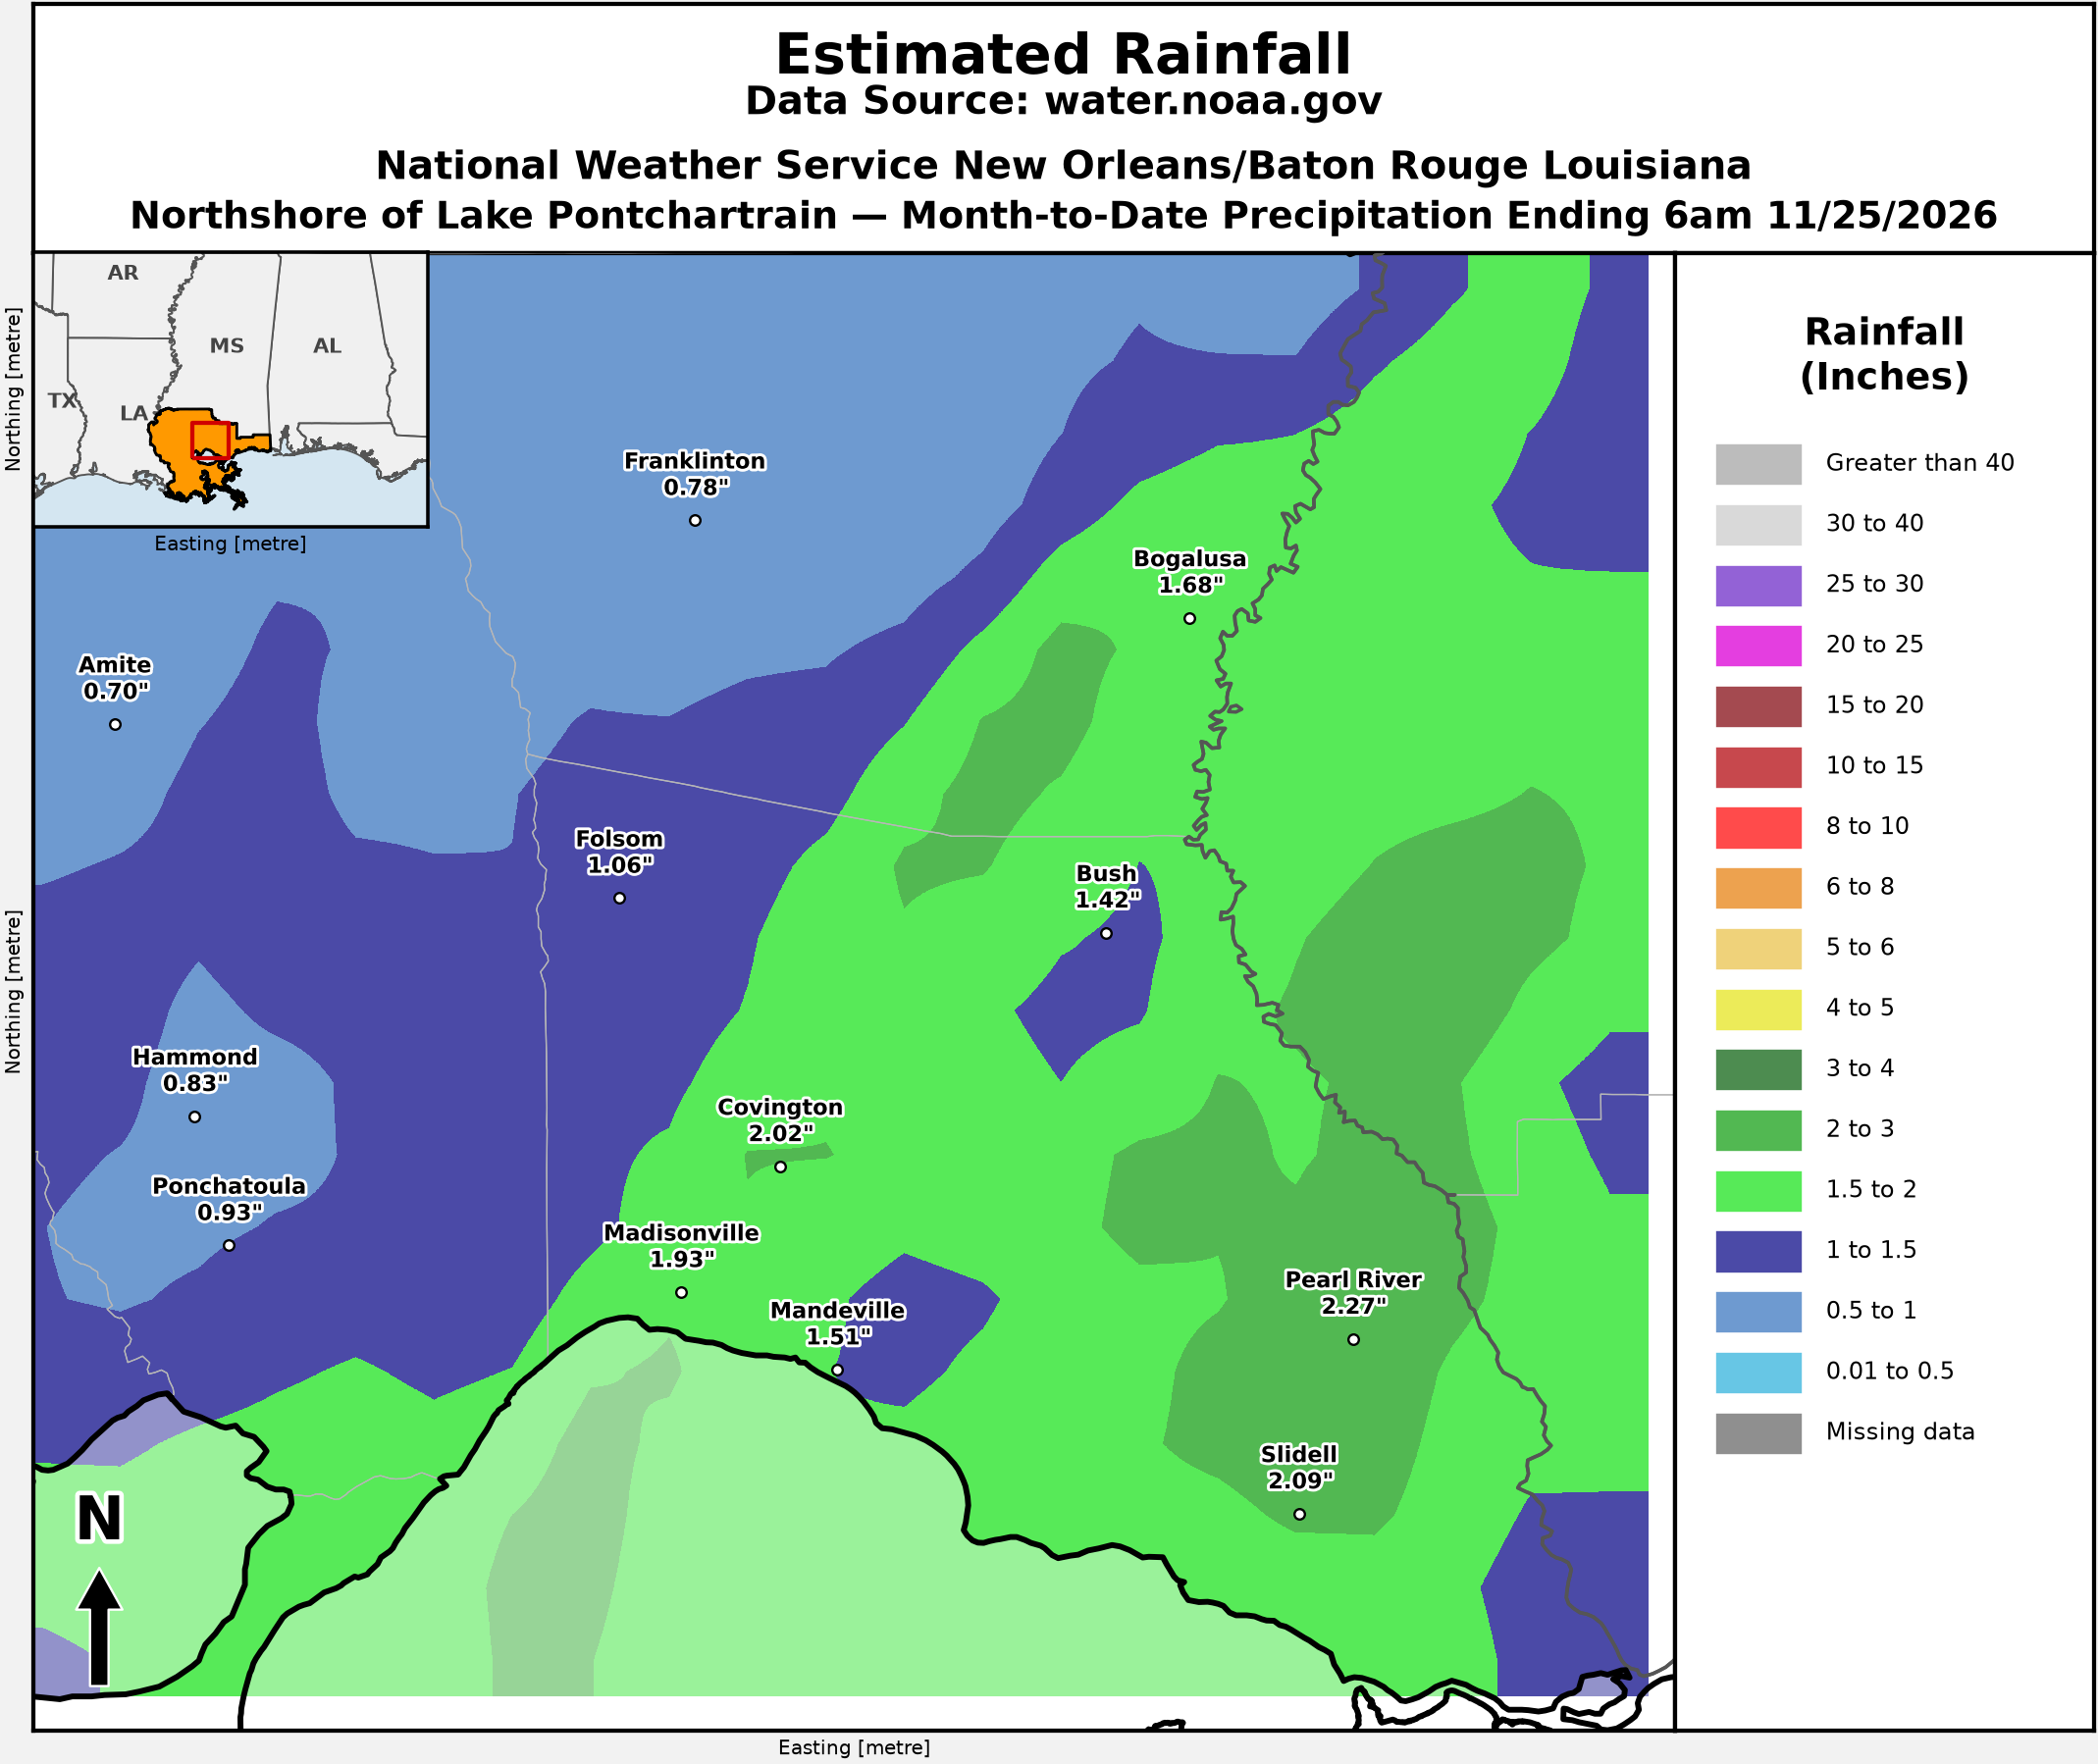 Estimated Rainfall
Data Source: water.noaa.gov
National Weather Service New Orleans/Baton Rouge Louisiana
Northshore of Lake Pontchartrain — Month-to-Date Precipitation Ending 6am 11/25/2026
Northing [metre]
AR
MS
AL
TX
LA
Easting [metre]
Franklinton
0.78"
Bogalusa
1.68"
Amite
0.70"
Folsom
1.06"
Bush
1.42"
Northing [metre]
Hammond
0.83"
Covington
2.02"
Ponchatoula
0.93"
Madisonville
1.93"
Pearl River
2.27"
Mandeville
1.51"
Slidell
2.09"
N
Easting [metre]
Rainfall
(Inches)
Greater than 40
30 to 40
25 to 30
20 to 25
15 to 20
10 to 15
8 to 10
6 to 8
5 to 6
4 to 5
3 to 4
2 to 3
1.5 to 2
1 to 1.5
0.5 to 1
0.01 to 0.5
Missing data